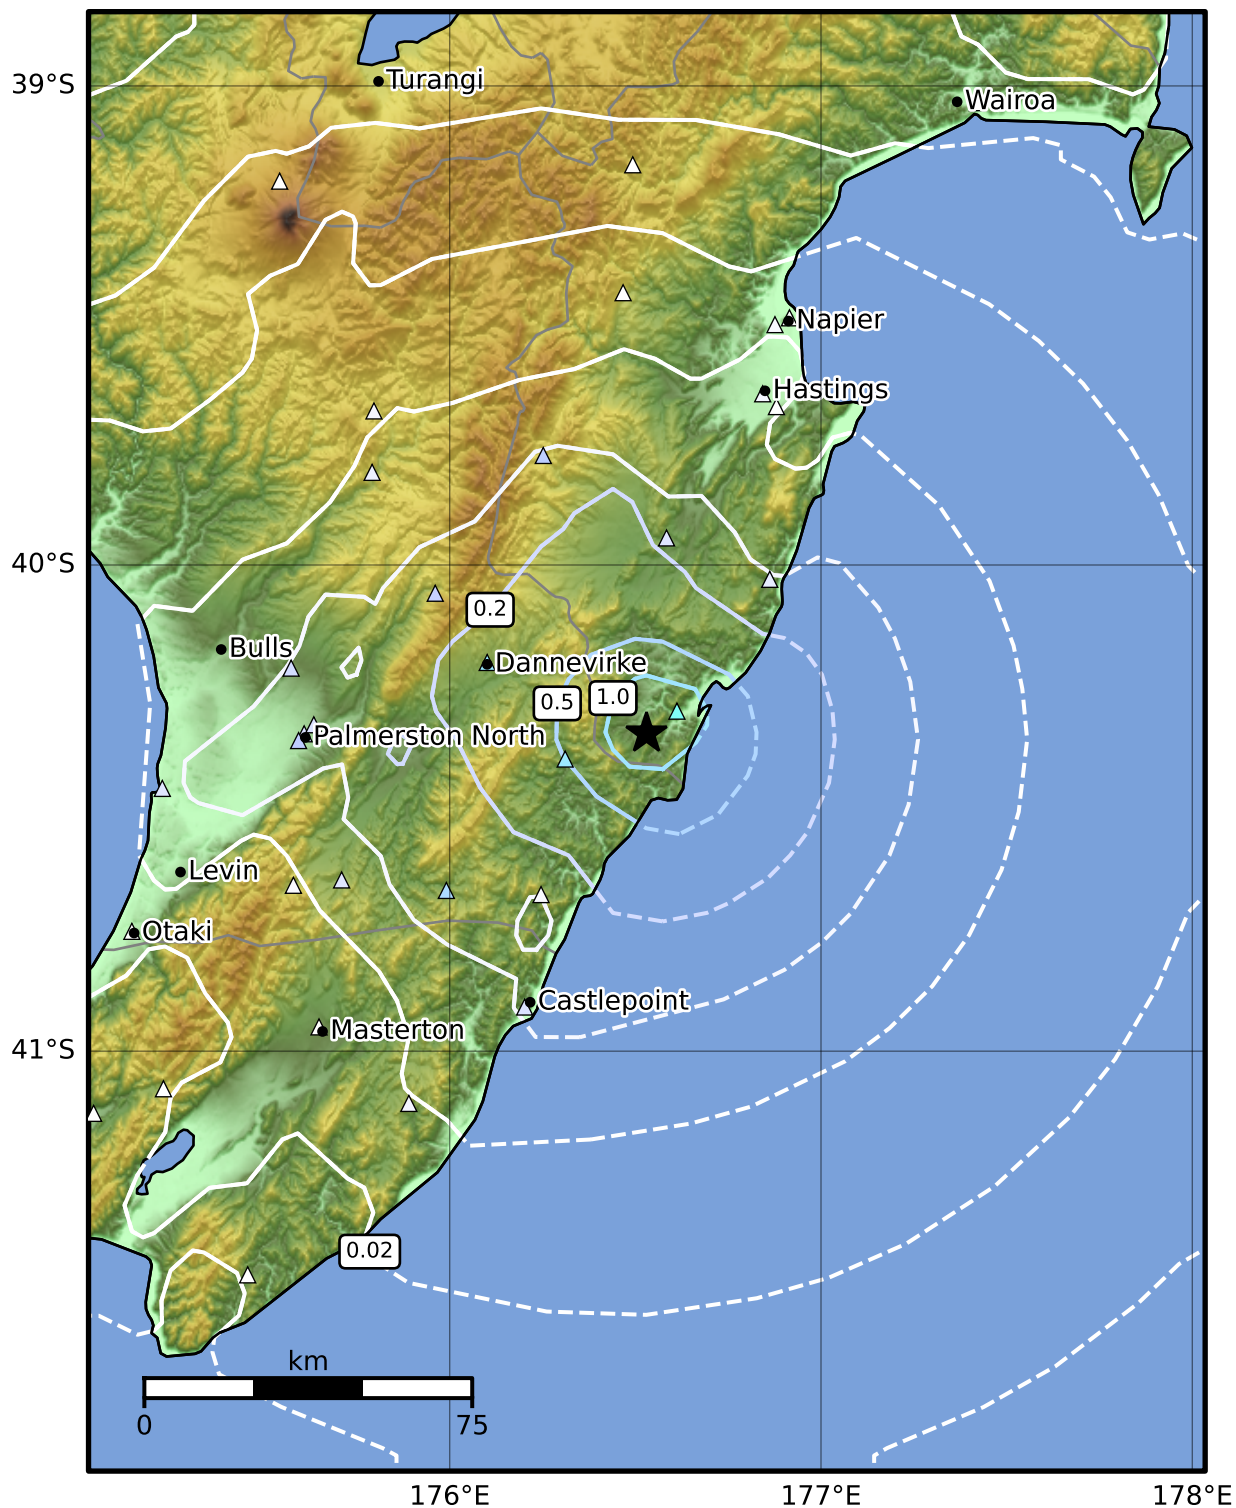 39°S
Turangi
Wairoa
Napier
Hastings
40°S
0.2
Bulls
Dannevirke
0.5
1.0
Palmerston North
Levin
Otaki
Castlepoint
Masterton
41°S
0.02
km
0
75
176°E
177°E
178°E